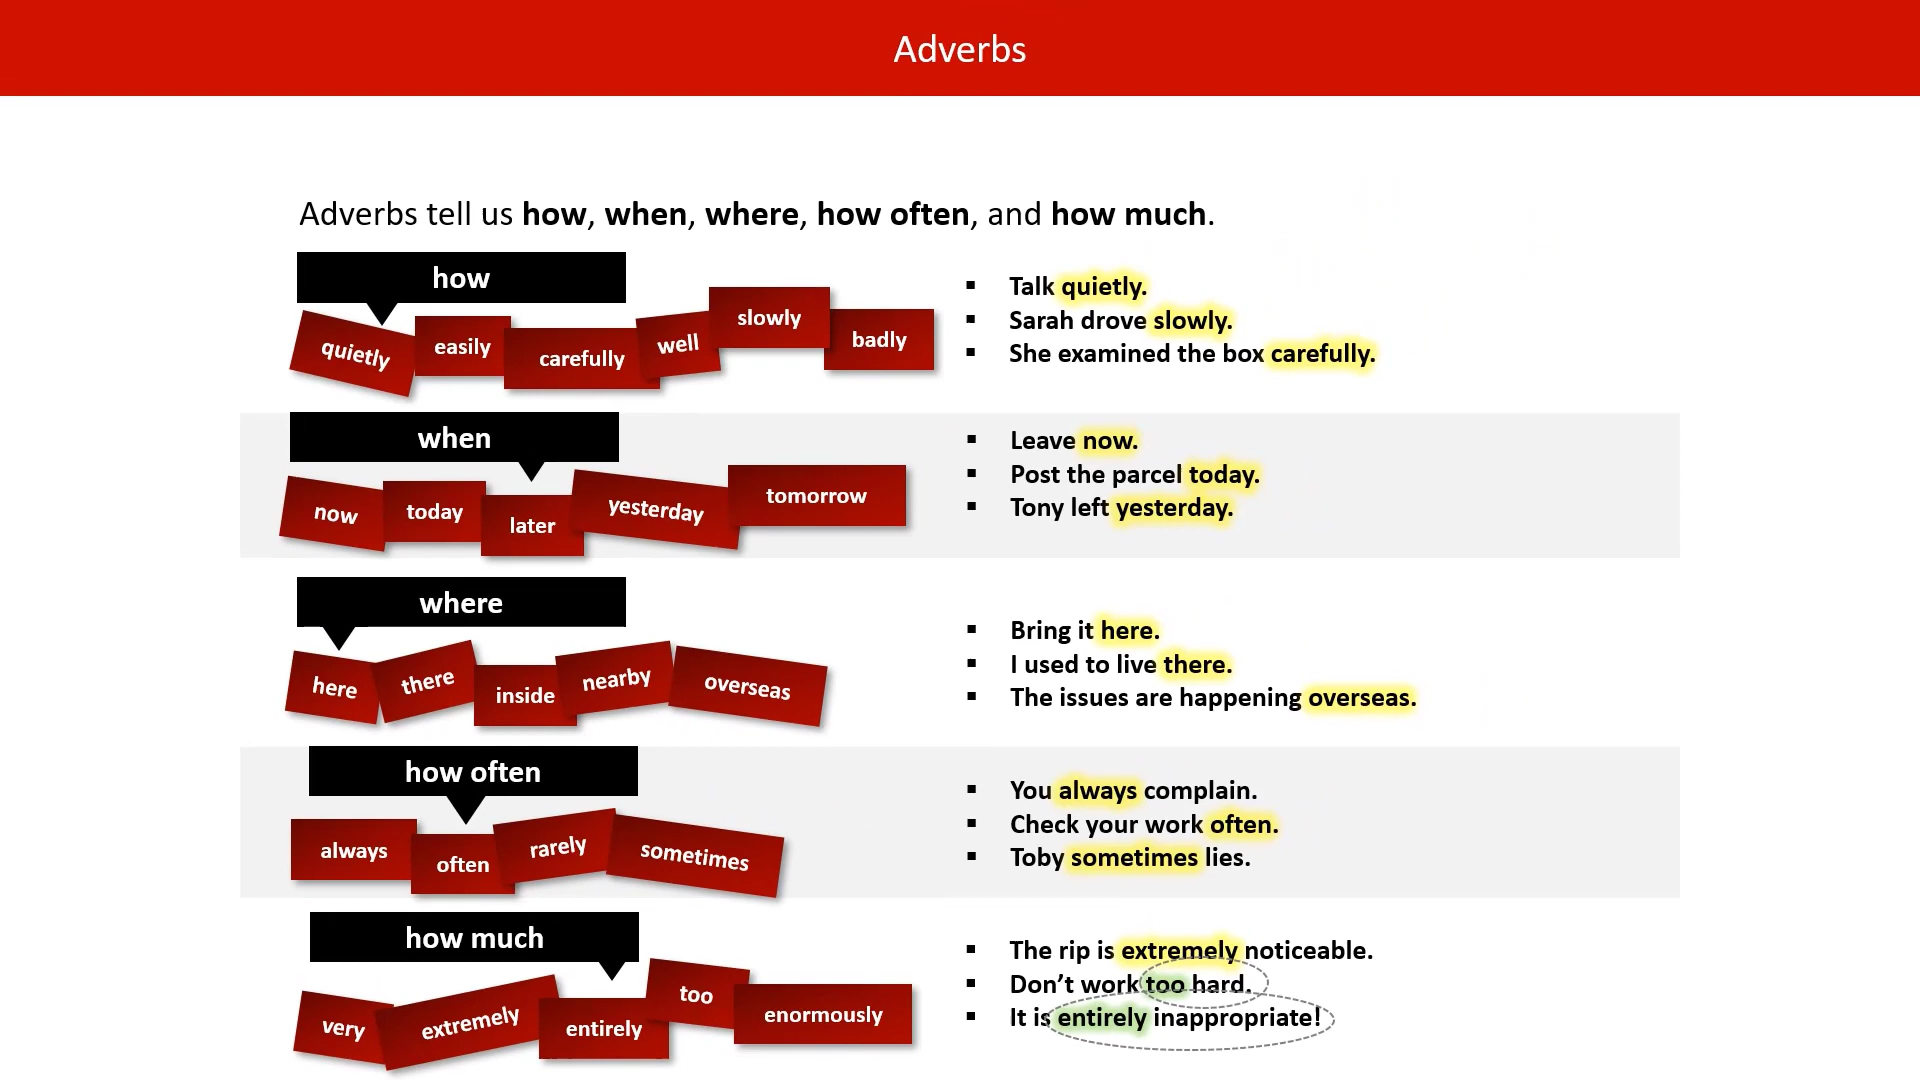 Adverbs
Adverbs tell us how, when, where, how often, and how much.
how
quietly easily carefully well slowly badly
▪ Talk quietly.
▪ Sarah drove slowly.
▪ She examined the box carefully.
when
now today later yesterday tomorrow
▪ Leave now.
▪ Post the parcel today.
▪ Tony left yesterday.
where
here there inside nearby overseas
▪ Bring it here.
▪ I used to live there.
▪ The issues are happening overseas.
how often
always often rarely sometimes
▪ You always complain.
▪ Check your work often.
▪ Toby sometimes lies.
how much
very extremely entirely too enormously
▪ The rip is extremely noticeable.
▪ Don’t work too hard.
▪ It is entirely inappropriate!